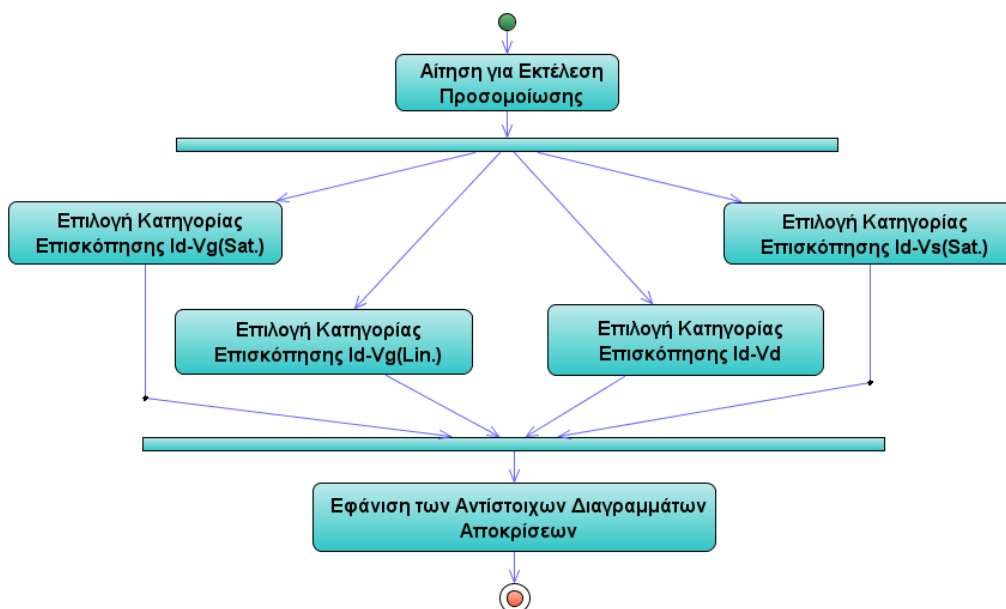 Αίτηση για Εκτέλεση
Προσομοίωσης
Επιλογή Κατηγορίας
Επισκόπησης Id-Vg(Sat.)
Επιλογή Κατηγορίας
Επισκόπησης Id-Vs(Sat.)
Επιλογή Κατηγορίας
Επισκόπησης Id-Vg(Lin.)
Επιλογή Κατηγορίας
Επισκόπησης Id-Vd
Εφάνιση των Αντίστοιχων Διαγραμμάτων
Αποκρίσεων